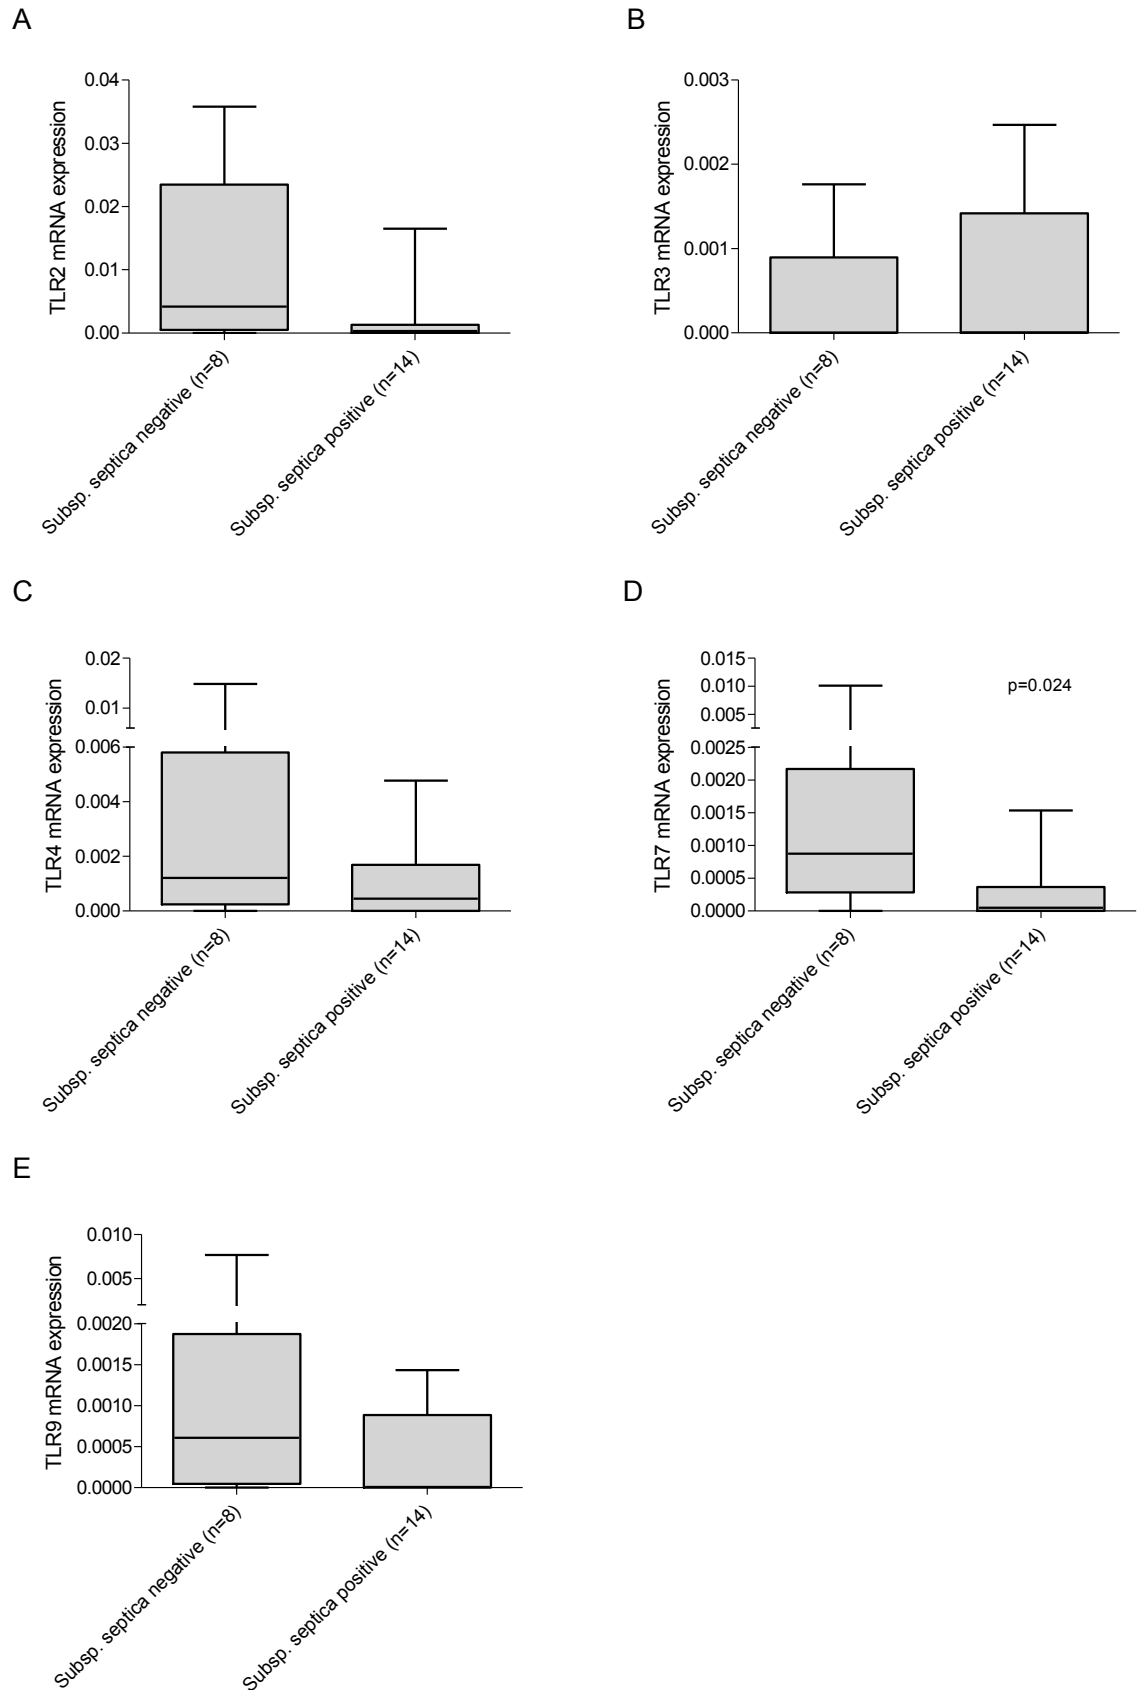 A
TLR2 mRNA expression
0.04
0.03
0.02
0.01
0.00
Subsp. septica negative (n=8)
Subsp. septica positive (n=14)
B
TLR3 mRNA expression
0.003
0.002
0.001
0.000
Subsp. septica negative (n=8)
Subsp. septica positive (n=14)
C
TLR4 mRNA expression
0.02
0.01
0.006
0.004
0.002
0.000
Subsp. septica negative (n=8)
Subsp. septica positive (n=14)
D
TLR7 mRNA expression
0.015
0.010
0.005
0.0025
0.0020
0.0015
0.0010
0.0005
0.0000
p=0.024
Subsp. septica negative (n=8)
Subsp. septica positive (n=14)
E
TLR9 mRNA expression
0.010
0.005
0.0020
0.0015
0.0010
0.0005
0.0000
Subsp. septica negative (n=8)
Subsp. septica positive (n=14)